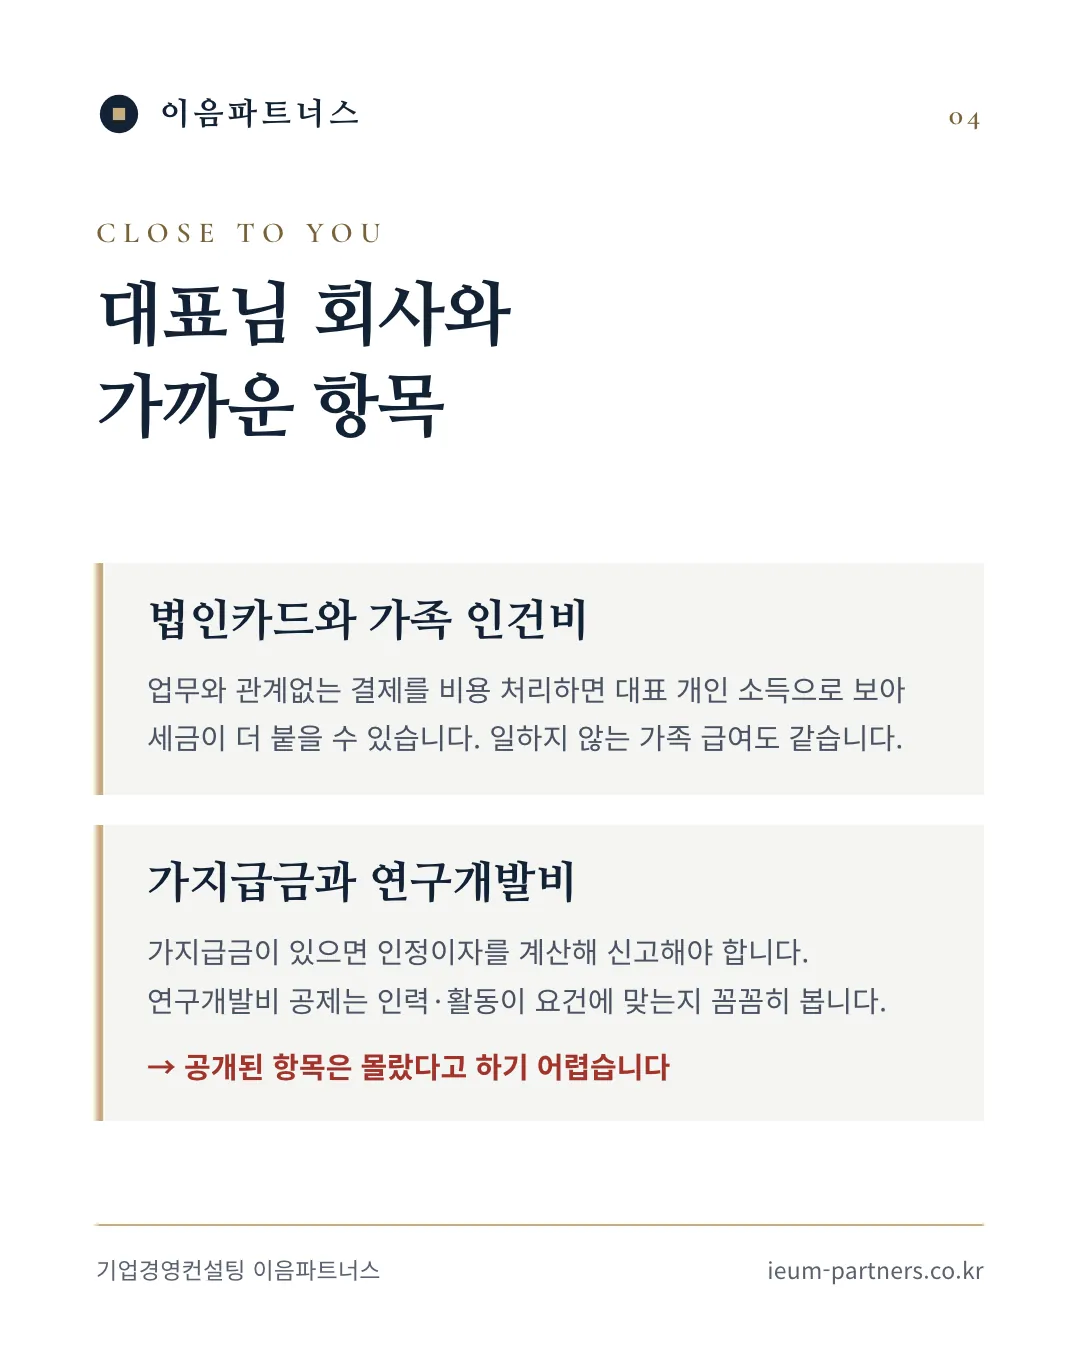 이음파트너스
04
CLOSE TO YOU
대표님 회사와
가까운 항목
법인카드와 가족 인건비
업무와 관계없는 결제를 비용 처리하면 대표 개인 소득으로 보아
세금이 더 붙을 수 있습니다. 일하지 않는 가족 급여도 같습니다.
가지급금과 연구개발비
가지급금이 있으면 인정이자를 계산해 신고해야 합니다.
연구개발비 공제는 인력·활동이 요건에 맞는지 꼼꼼히 봅니다.
→ 공개된 항목은 몰랐다고 하기 어렵습니다
기업경영컨설팅 이음파트너스
ieum-partners.co.kr